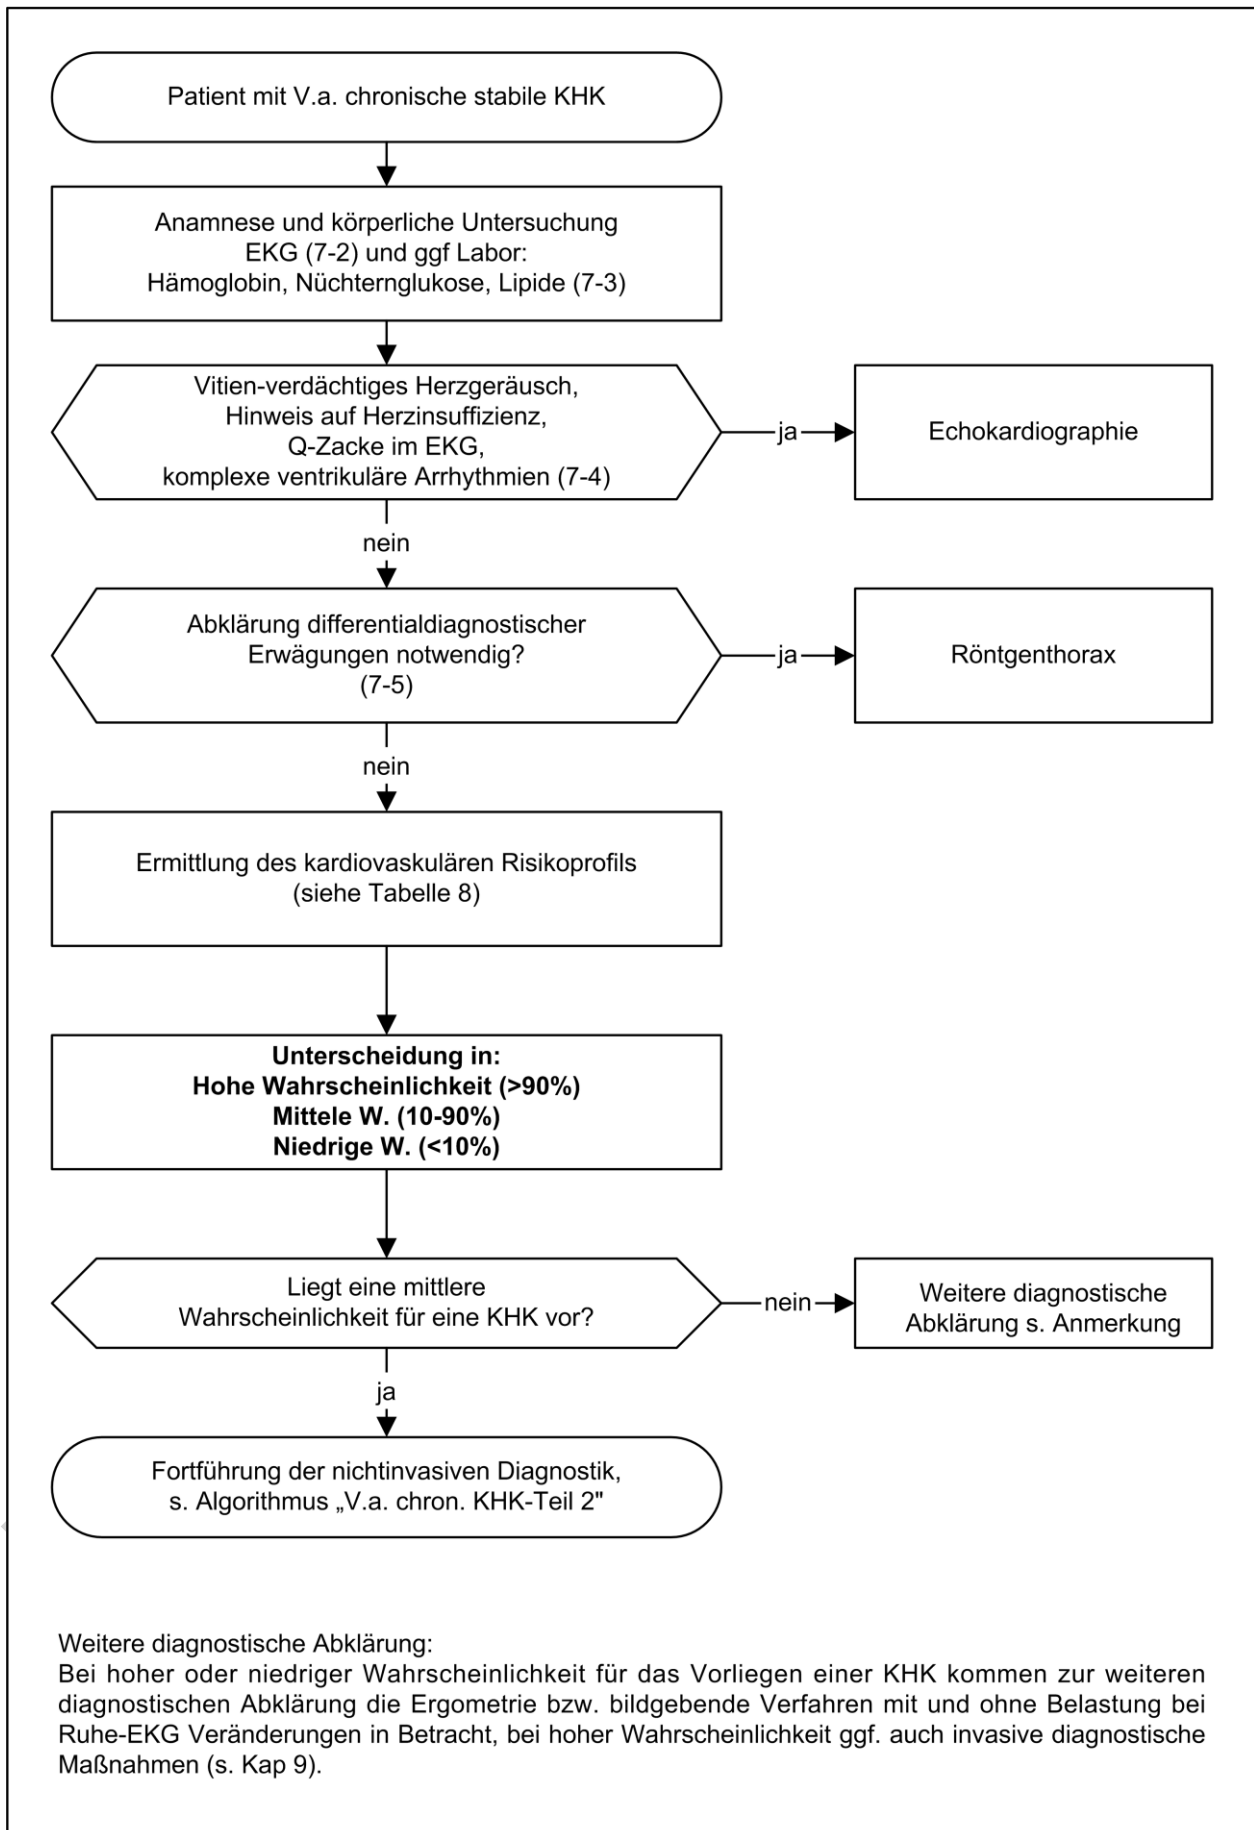 Patient mit V.a. chronische stabile KHK
Anamnese und körperliche Untersuchung
EKG (7-2) und ggf Labor:
Hämoglobin, Nüchternglukose, Lipide (7-3)
Vitien-verdächtiges Herzgeräusch,
Hinweis auf Herzinsuffizienz,
Q-Zacke im EKG,
komplexe ventrikuläre Arrhythmien (7-4)
ja
Echokardiographie
nein
Abklärung differentialdiagnostischer
Erwägungen notwendig?
(7-5)
ja
Röntgenthorax
nein
Ermittlung des kardiovaskulären Risikoprofils
(siehe Tabelle 8)
Unterscheidung in:
Hohe Wahrscheinlichkeit (>90%)
Mittele W. (10-90%)
Niedrige W. (<10%)
Liegt eine mittlere
Wahrscheinlichkeit für eine KHK vor?
nein
Weitere diagnostische
Abklärung s. Anmerkung
ja
Fortführung der nichtinvasiven Diagnostik,
s. Algorithmus „V.a. chron. KHK-Teil 2"
Weitere diagnostische Abklärung:
Bei hoher oder niedriger Wahrscheinlichkeit für das Vorliegen einer KHK kommen zur weiteren
diagnostischen Abklärung die Ergometrie bzw. bildgebende Verfahren mit und ohne Belastung bei
Ruhe-EKG Veränderungen in Betracht, bei hoher Wahrscheinlichkeit ggf. auch invasive diagnostische
Maßnahmen (s. Kap 9).